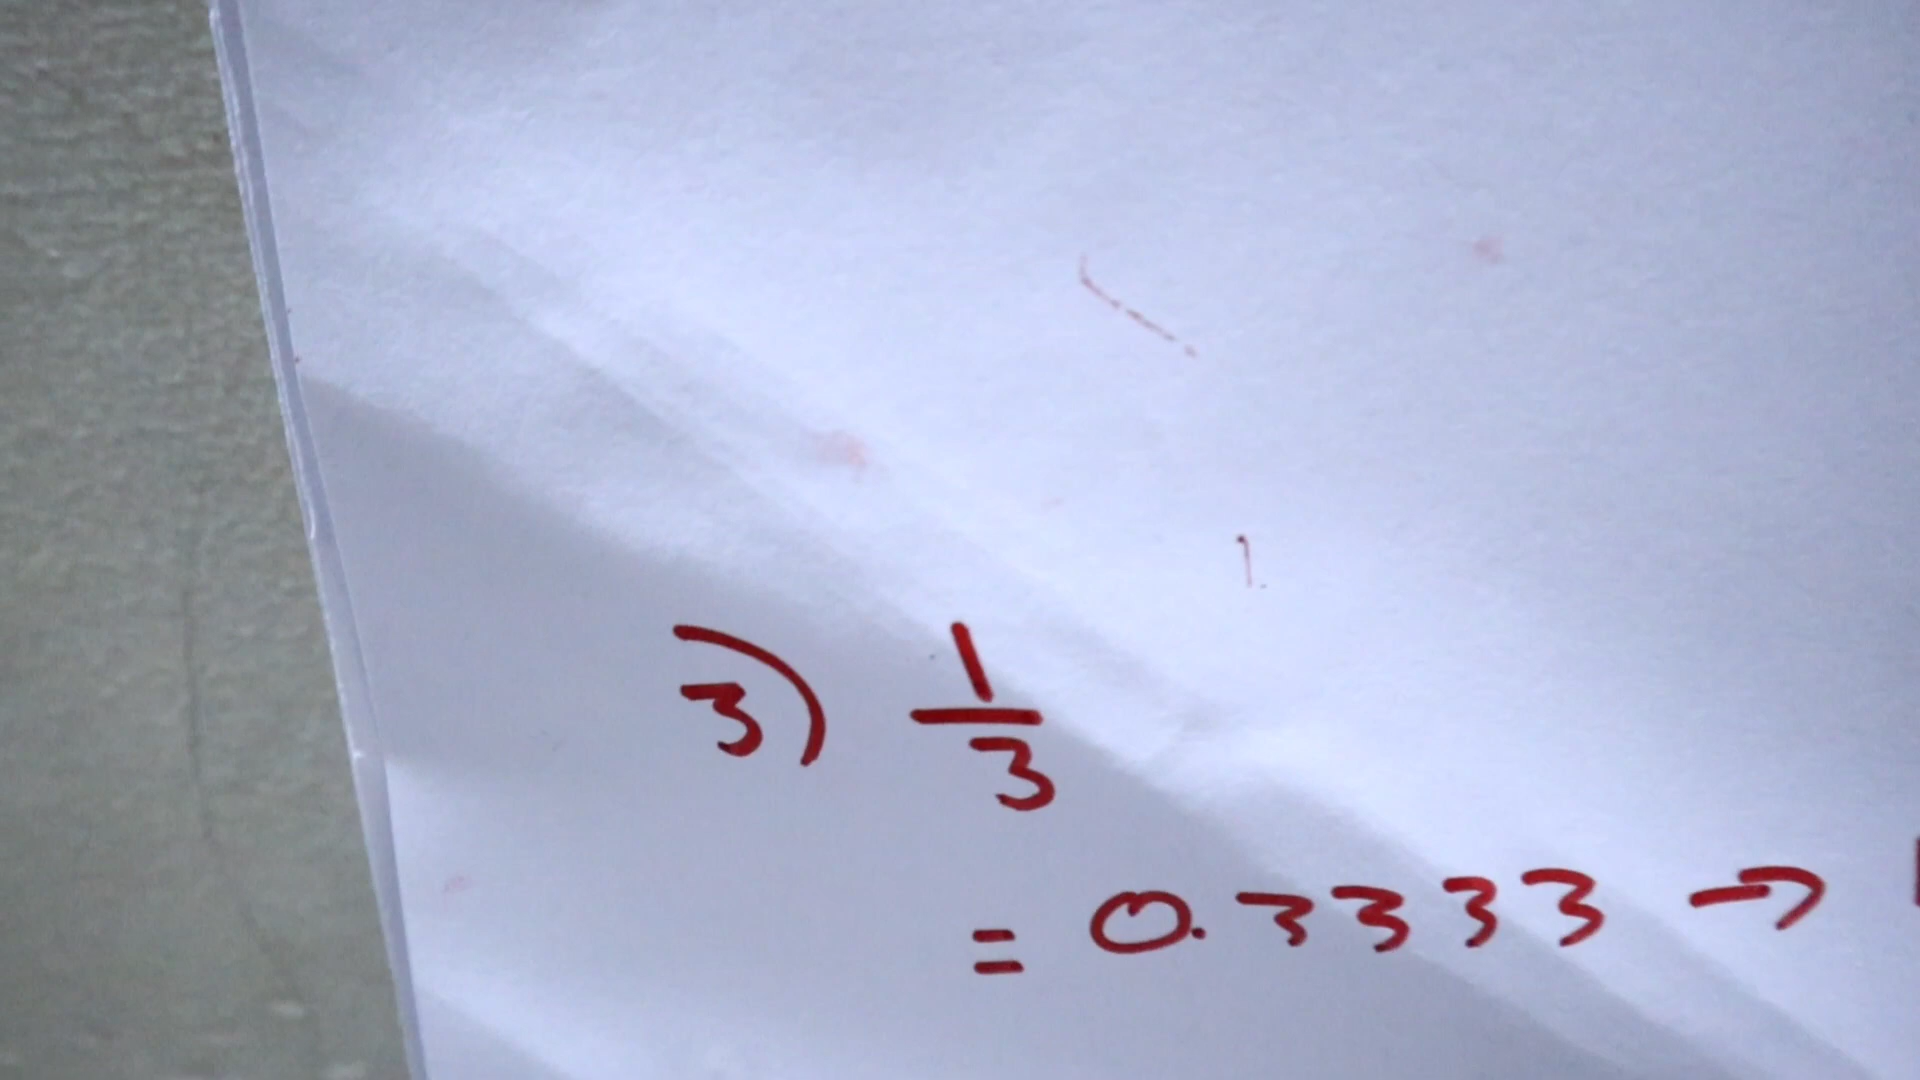 3) 1/3
= 0.3333 →